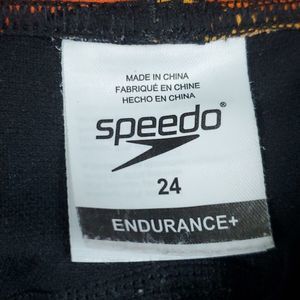 MADE IN CHINA
FABRIQUÉ EN CHINE
HECHO EN CHINA
speedo®
24
ENDURANCE+